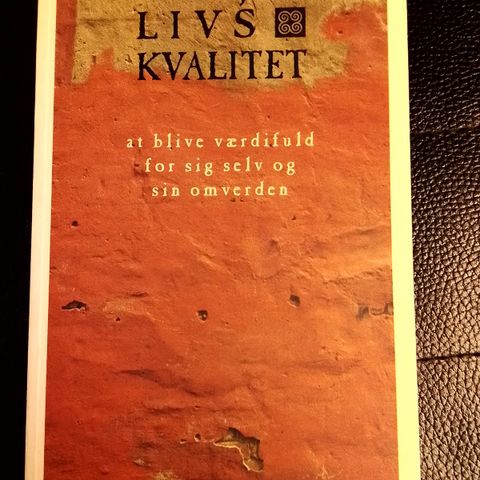 LIVS
KVALITET
at blive værdifuld
for sig selv og
sin omverden